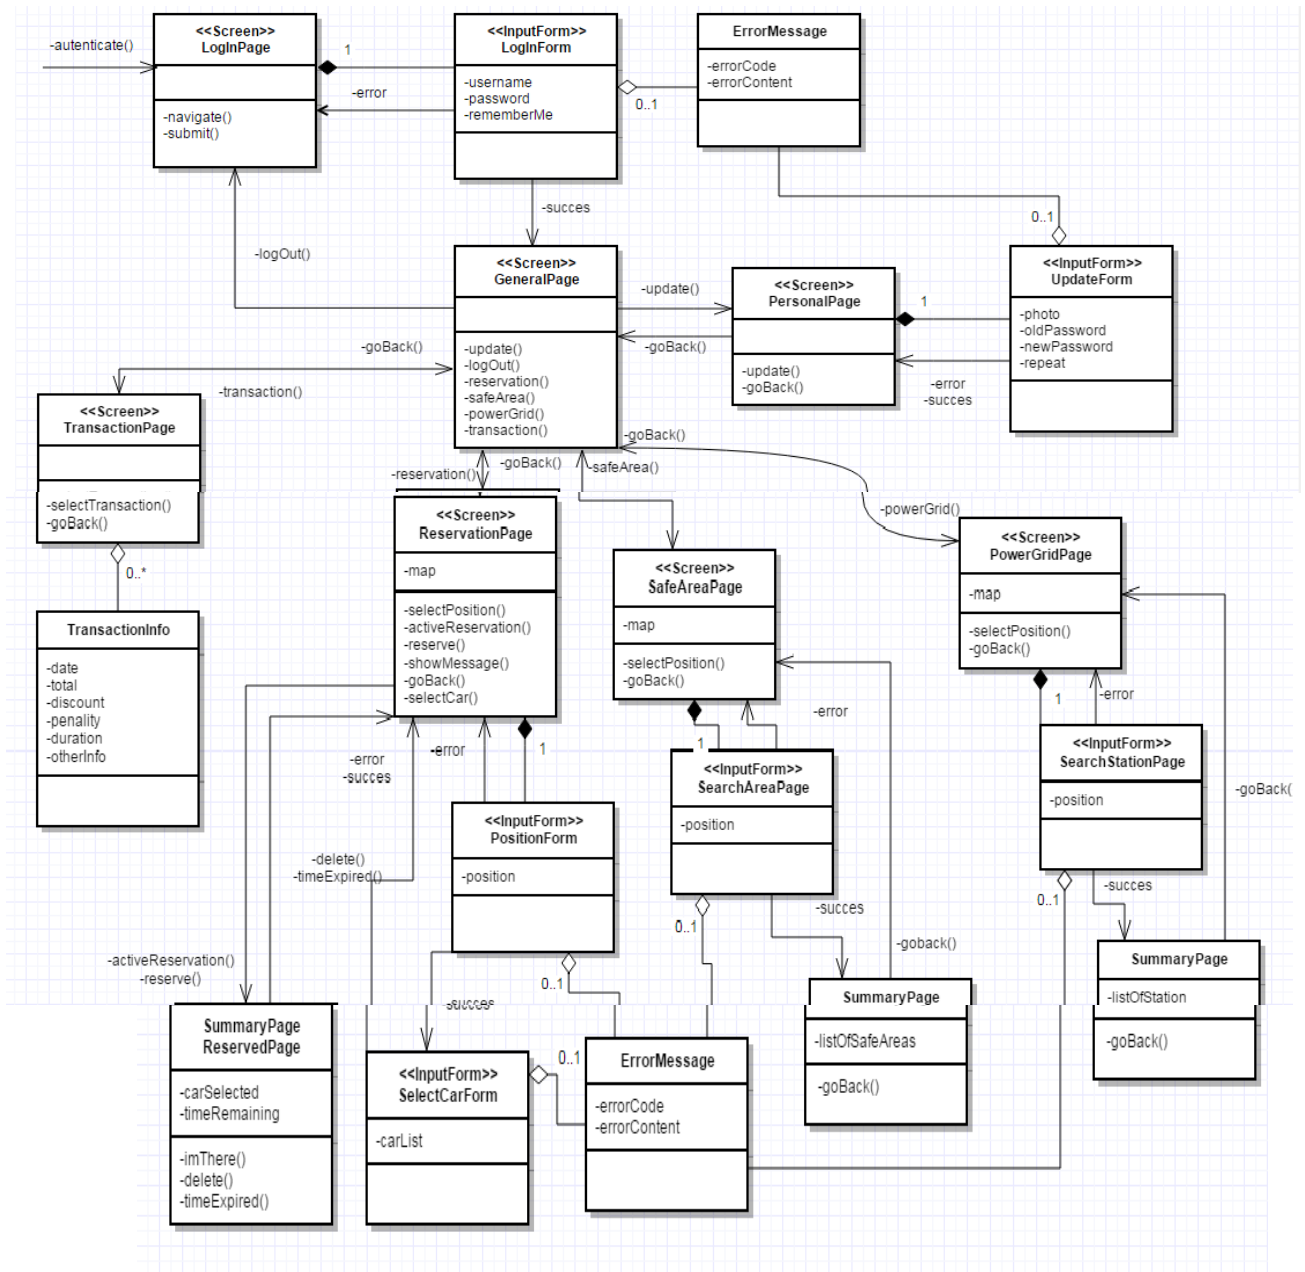 -autenticate()
<<Screen>>
LogInPage
-navigate()
-submit()
1
-error
<<InputForm>>
LogInForm
-username
-password
-rememberMe
0..1
ErrorMessage
-errorCode
-errorContent
-succes
-logOut()
0..1
<<Screen>>
GeneralPage
-update()
-logOut()
-reservation()
-safeArea()
-powerGrid()
-transaction()
-update()
-goBack()
<<Screen>>
PersonalPage
-update()
-goBack()
1
-error
-succes
<<InputForm>>
UpdateForm
-photo
-oldPassword
-newPassword
-repeat
-goBack()
-transaction()
<<Screen>>
TransactionPage
-selectTransaction()
-goBack()
0..*
TransactionInfo
-date
-total
-discount
-penality
-duration
-otherInfo
-reservation()
-goBack()
-safeArea()
-goBack()
-powerGrid()
<<Screen>>
ReservationPage
-map
-selectPosition()
-activeReservation()
-reserve()
-showMessage()
-goBack()
-selectCar()
<<Screen>>
SafeAreaPage
-map
-selectPosition()
-goBack()
<<Screen>>
PowerGridPage
-map
-selectPosition()
-goBack()
-error
-succes
-error
1
1
-error
1
-error
<<InputForm>>
PositionForm
-position
<<InputForm>>
SearchAreaPage
-position
<<InputForm>>
SearchStationPage
-position
-goBack(
-delete()
-timeExpired()
-activeReservation()
-reserve()
-succes
0..1
0..1
-succes
-goback()
0..1
-succes
SummaryPage
ReservedPage
-carSelected
-timeRemaining
-imThere()
-delete()
-timeExpired()
<<InputForm>>
SelectCarForm
-carList
0..1
ErrorMessage
-errorCode
-errorContent
SummaryPage
-listOfSafeAreas
-goBack()
SummaryPage
-listOfStation
-goBack()